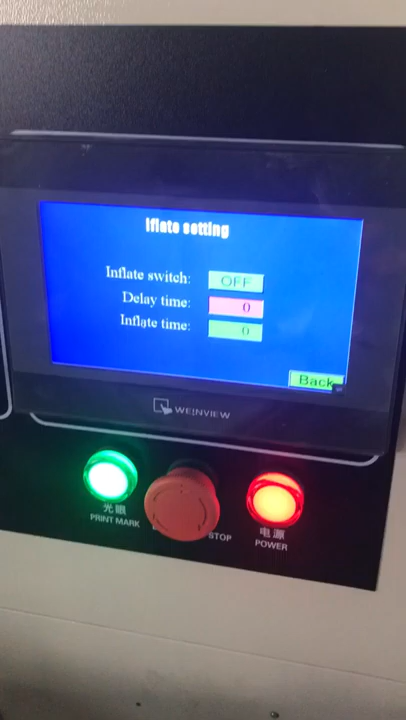 Iflate setting
Inflate switch: OFF
Delay time: 0
Inflate time: 0
Back
WEINVIEW
光眼
PRINT MARK
STOP
电源
POWER